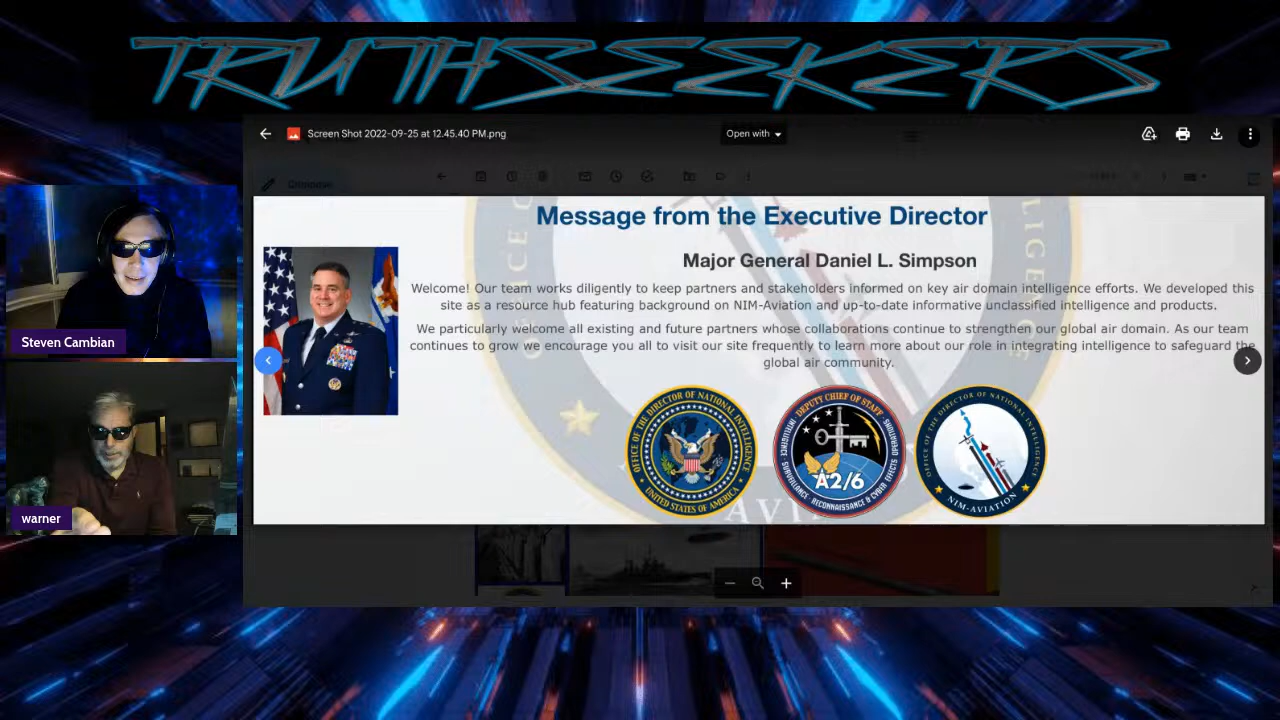 TRUTHSEEKERS
Screen Shot 2022-09-25 at 12.45.40 PM.png
Open with
Compose
Message from the Executive Director
Major General Daniel L. Simpson
Welcome! Our team works diligently to keep partners and stakeholders informed on key air domain intelligence efforts. We developed this
site as a resource hub featuring background on NIM-Aviation and up-to-date informative unclassified intelligence and products.
We particularly welcome all existing and future partners whose collaborations continue to strengthen our global air domain. As our team
continues to grow we encourage you all to visit our site frequently to learn more about our role in integrating intelligence to safeguard the
global air community.
OFFICE OF THE DIRECTOR OF NATIONAL INTELLIGENCE
UNITED STATES OF AMERICA
DEPUTY CHIEF OF STAFF
INTELLIGENCE · SURVEILLANCE · RECONNAISSANCE & CYBER EFFECTS OPERATIONS
A2/6
OFFICE OF THE DIRECTOR OF NATIONAL INTELLIGENCE
NIM-AVIATION
Steven Cambian
warner